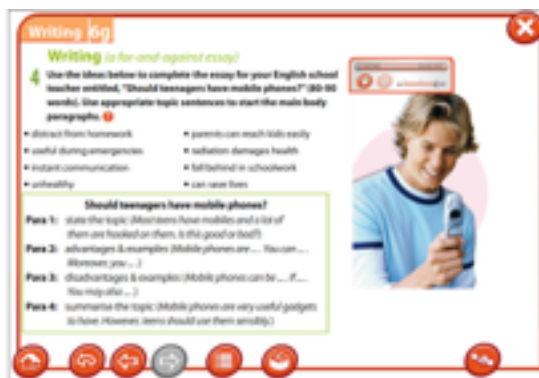 Writing 6g
Writing (a for-and-against essay)
4 Use the ideas below to complete the essay for your English school
teacher entitled, "Should teenagers have mobile phones?" (80-90
words). Use appropriate topic sentences to start the main body
paragraphs.
• distract from homework
• useful during emergencies
• instant communication
• unhealthy
• parents can reach kids easily
• radiation damages health
• fall behind in schoolwork
• can save lives
Should teenagers have mobile phones?
Para 1: state the topic (Most teens have mobiles and a lot of
them are hooked on them. Is this good or bad?)
Para 2: advantages & examples (Mobile phones are ... . You can ... .
Moreover, you ... .)
Para 3: disadvantages & examples (Mobile phones can be ... . If ... .
You may also ... .)
Para 4: summarise the topic (Mobile phones are very useful gadgets
to have. However, teens should use them sensibly.)